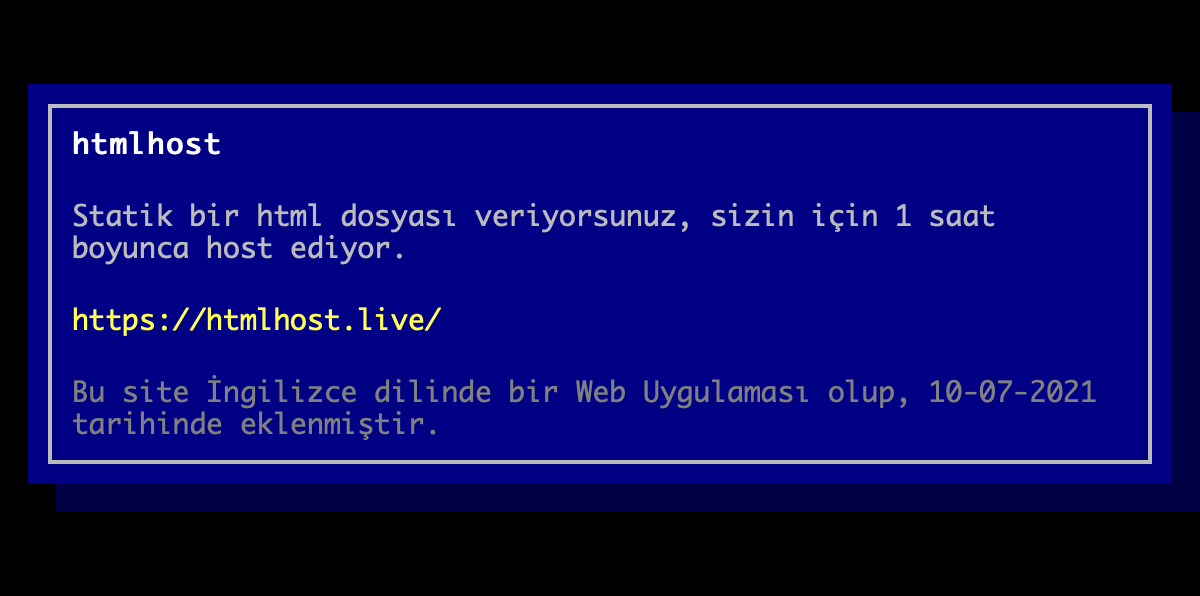 htmlhost
Statik bir html dosyası veriyorsunuz, sizin için 1 saat
boyunca host ediyor.
https://htmlhost.live/
Bu site İngilizce dilinde bir Web Uygulaması olup, 10-07-2021
tarihinde eklenmiştir.